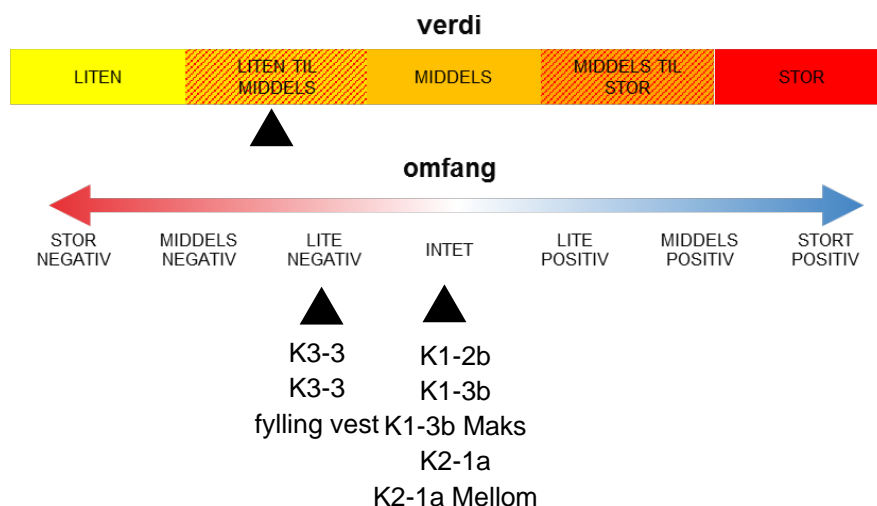 verdi
LITEN
LITEN TIL
MIDDELS
MIDDELS
MIDDELS TIL
STOR
STOR
omfang
STOR
NEGATIV
MIDDELS
NEGATIV
LITE
NEGATIV
INTET
LITE
POSITIV
MIDDELS
POSITIV
STORT
POSITIV
K3-3
K3-3
fylling vest
K1-2b
K1-3b
K1-3b Maks
K2-1a
K2-1a Mellom